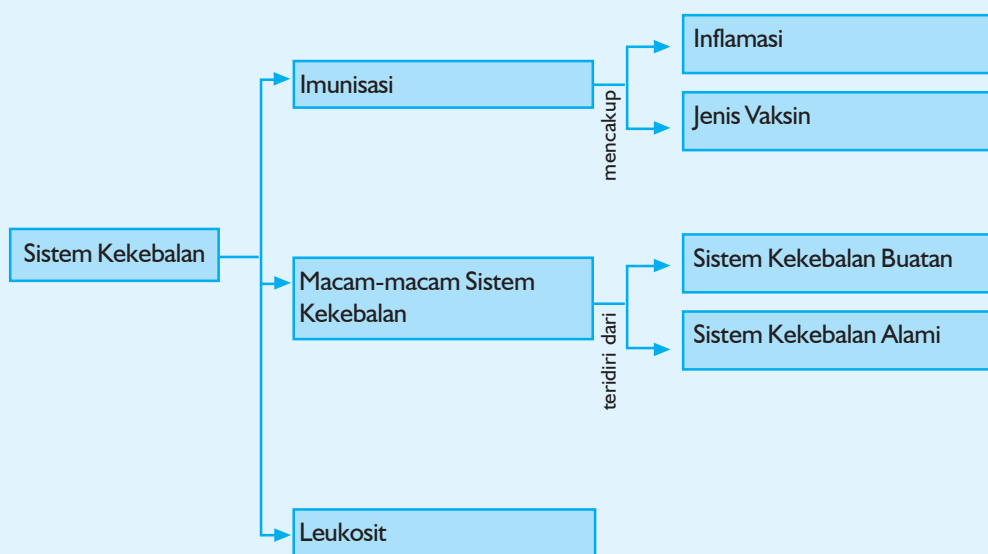 Sistem Kekebalan
Imunisasi
mencakup
Inflamasi
Jenis Vaksin
Macam-macam Sistem
Kekebalan
teridiri dari
Sistem Kekebalan Buatan
Sistem Kekebalan Alami
Leukosit